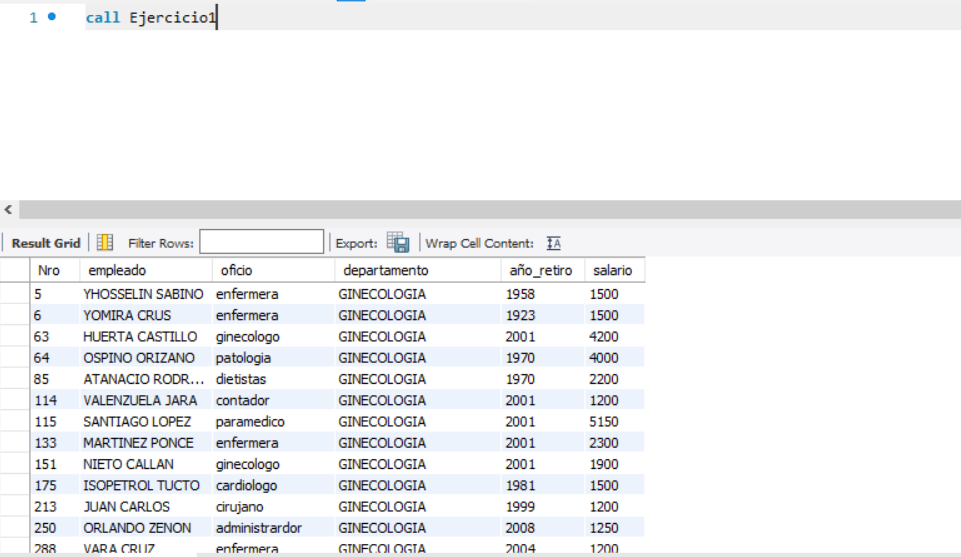 1 call Ejercicio1
Result Grid Filter Rows: Export: Wrap Cell Content: IA
Nro empleado oficio departamento año_retiro salario
5 YHOSSELIN SABINO enfermera GINECOLOGIA 1958 1500
6 YOMIRA CRUS enfermera GINECOLOGIA 1923 1500
63 HUERTA CASTILLO ginecologo GINECOLOGIA 2001 4200
64 OSPINO ORIZANO patologia GINECOLOGIA 1970 4000
85 ATANACIO RODR... dietistas GINECOLOGIA 1970 2200
114 VALENZUELA JARA contador GINECOLOGIA 2001 1200
115 SANTIAGO LOPEZ paramedico GINECOLOGIA 2001 5150
133 MARTINEZ PONCE enfermera GINECOLOGIA 2001 2300
151 NIETO CALLAN ginecologo GINECOLOGIA 2001 1900
175 ISOPETROL TUCTO cardiologo GINECOLOGIA 1981 1500
213 JUAN CARLOS cirujano GINECOLOGIA 1999 1200
250 ORLANDO ZENON administrardor GINECOLOGIA 2008 1250
288 VARA CRUZ enfermera GINECOLOGIA 2004 1200